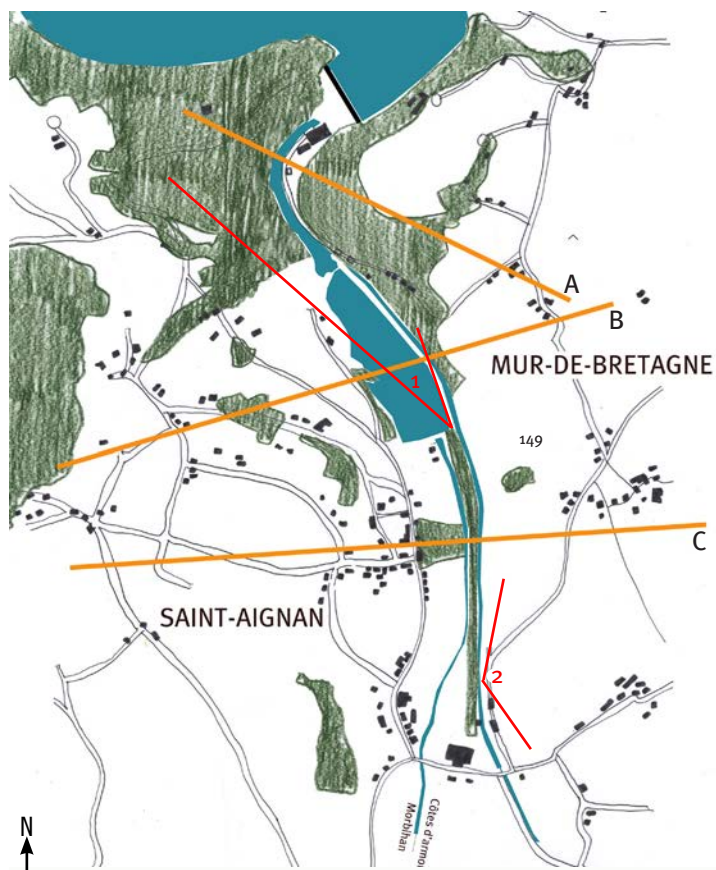 A
B
MUR-DE-BRETAGNE
1
149
C
SAINT-AIGNAN
2
Côtes d'armor
Morbihan
N